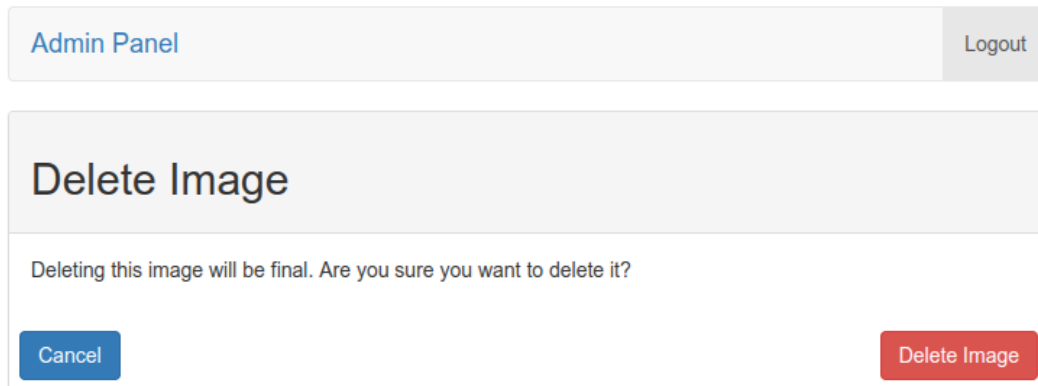 Admin Panel Logout
Delete Image
Deleting this image will be final. Are you sure you want to delete it?
Cancel Delete Image